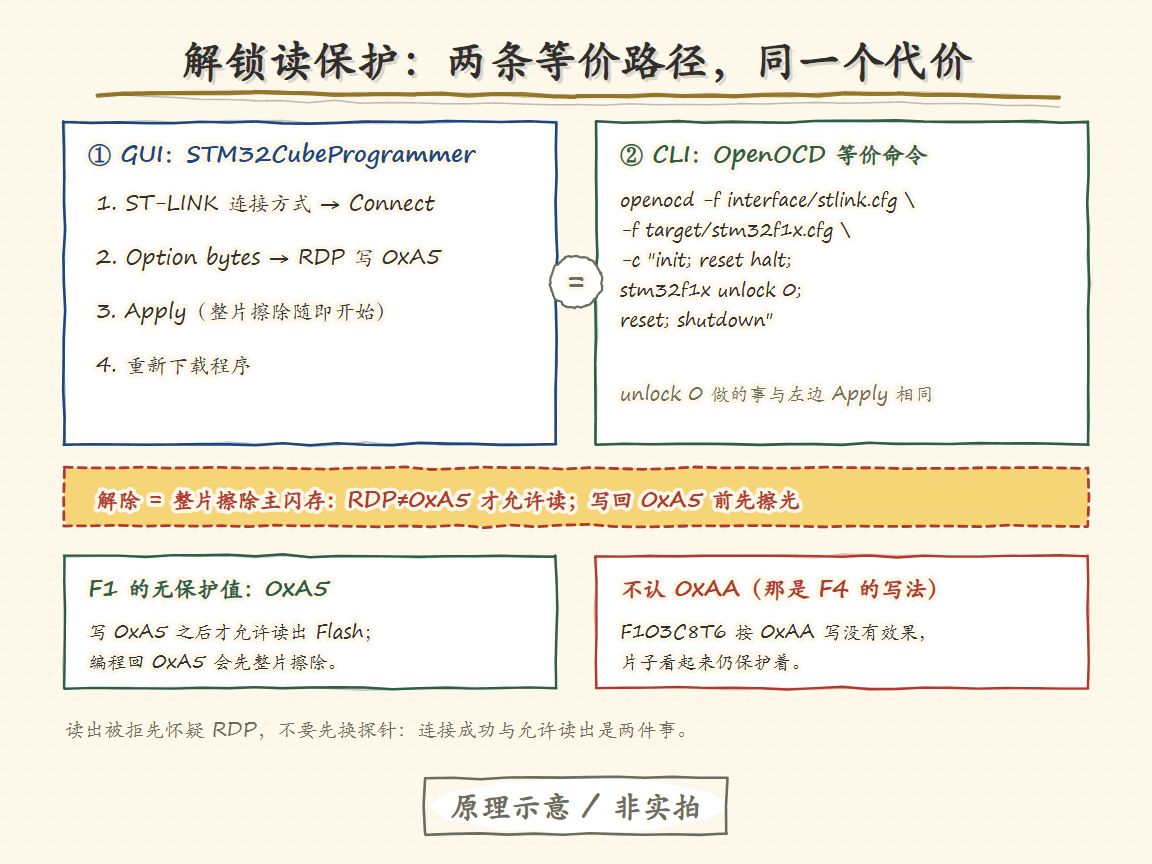 解锁读保护：两条等价路径，同一个代价
① GUI：STM32CubeProgrammer
1. ST-LINK 连接方式 → Connect
2. Option bytes → RDP 写 0xA5
3. Apply（整片擦除随即开始）
4. 重新下载程序
=
② CLI：OpenOCD 等价命令
openocd -f interface/stlink.cfg \
-f target/stm32f1x.cfg \
-c "init; reset halt;
stm32f1x unlock 0;
reset; shutdown"
unlock 0 做的事与左边 Apply 相同
解除 = 整片擦除主闪存：RDP≠0xA5 才允许读；写回 0xA5 前先擦光
F1 的无保护值：0xA5
写 0xA5 之后才允许读出 Flash；
编程回 0xA5 会先整片擦除。
不认 0xAA（那是 F4 的写法）
F103C8T6 按 0xAA 写没有效果，
片子看起来仍保护着。
读出被拒先怀疑 RDP，不要先换探针：连接成功与允许读出是两件事。
原理示意 / 非实拍